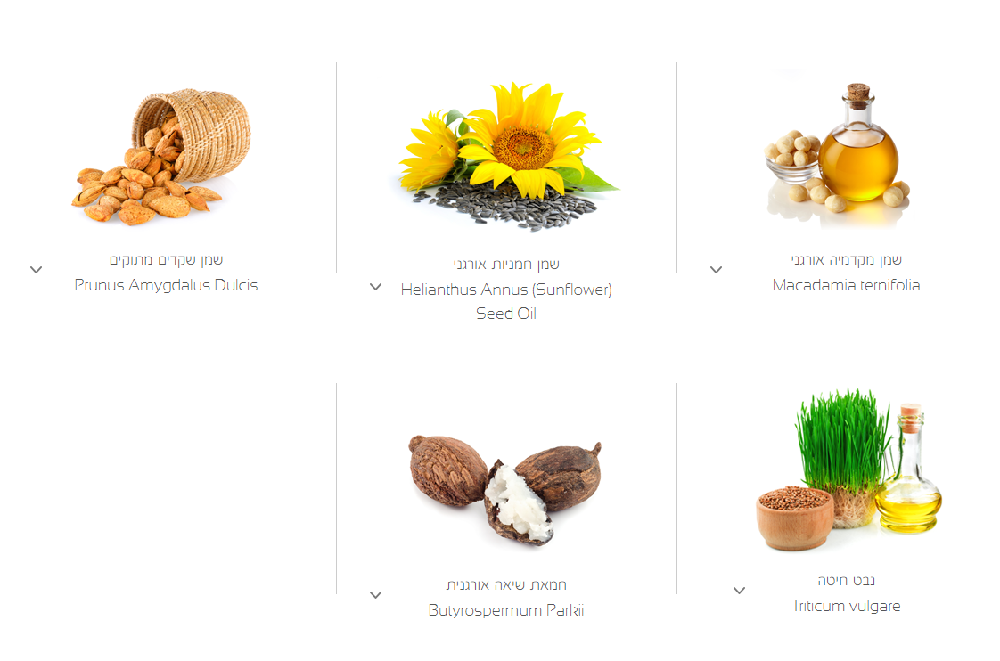 שמן מקדמיה אורגני
Macadamia ternifolia
שמן חמניות אורגני
Helianthus Annus (Sunflower)
Seed Oil
שמן שקדים מתוקים
Prunus Amygdalus Dulcis
נבט חיטה
Triticum vulgare
חמאת שיאה אורגנית
Butyrospermum Parkii